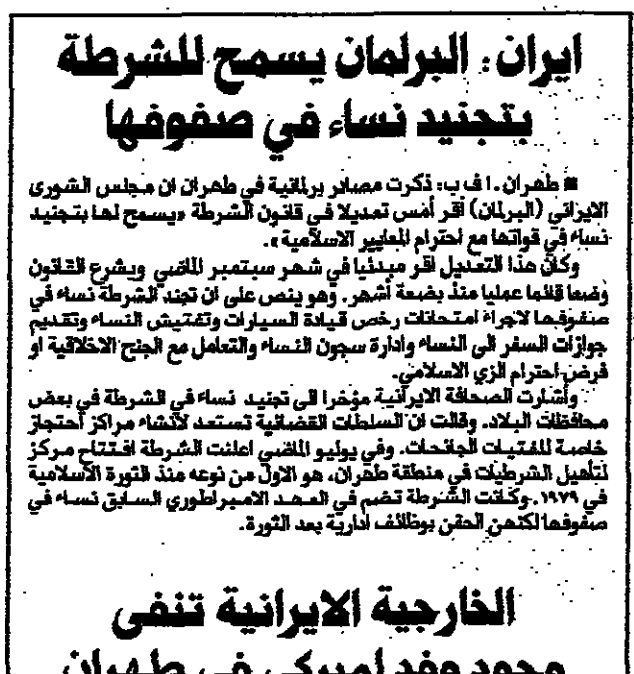 ايران: البرلمان يسمح للشرطة
بتجنيد نساء في صفوفها
■ طهران ـ ا ف ب: ذكرت مصادر برلمانية في طهران ان مجلس الشورى
الايراني (البرلمان) اقر أمس تعديلا في قانون الشرطة «يسمح لها بتجنيد
نساء في قواتها مع احترام المعايير الاسلامية».
وكان هذا التعديل اقر مبدئيا في شهر سبتمبر الماضي ويشرع القانون
وضعا قائما عمليا منذ بضعة أشهر. وهو ينص على ان تجند الشرطة نساء في
صفوفها لاجراء امتحانات رخص قيادة السيارات وتفتيش النساء وتقديم
جوازات السفر الى النساء وادارة سجون النساء والتعامل مع الجنح الاخلاقية او
فرض احترام الزي الاسلامي.
وأشارت الصحافة الايرانية مؤخرا الى تجنيد نساء في الشرطة في بعض
محافظات البلاد. وقالت ان السلطات القضائية تستعد لانشاء مراكز احتجاز
خاصة للفتيات الجانحات. وفي يوليو الماضي اعلنت الشرطة افتتاح مركز
لتأهيل الشرطيات في منطقة طهران، هو الاول من نوعه منذ الثورة الاسلامية
في ١٩٧٩. وكانت الشرطة تضم في العهد الامبراطوري السابق نساء في
صفوفها لكنهن الحقن بوظائف ادارية بعد الثورة.
الخارجية الايرانية تنفي
وجود وفد اميركي في طهران